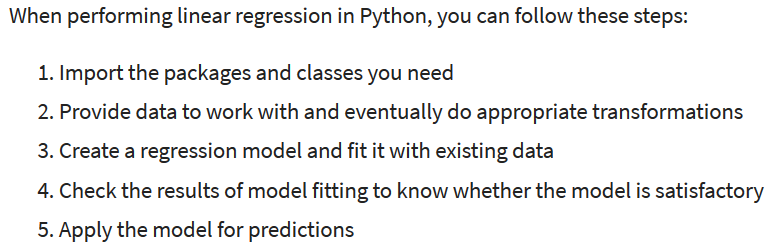 When performing linear regression in Python, you can follow these steps:
1. Import the packages and classes you need
2. Provide data to work with and eventually do appropriate transformations
3. Create a regression model and fit it with existing data
4. Check the results of model fitting to know whether the model is satisfactory
5. Apply the model for predictions